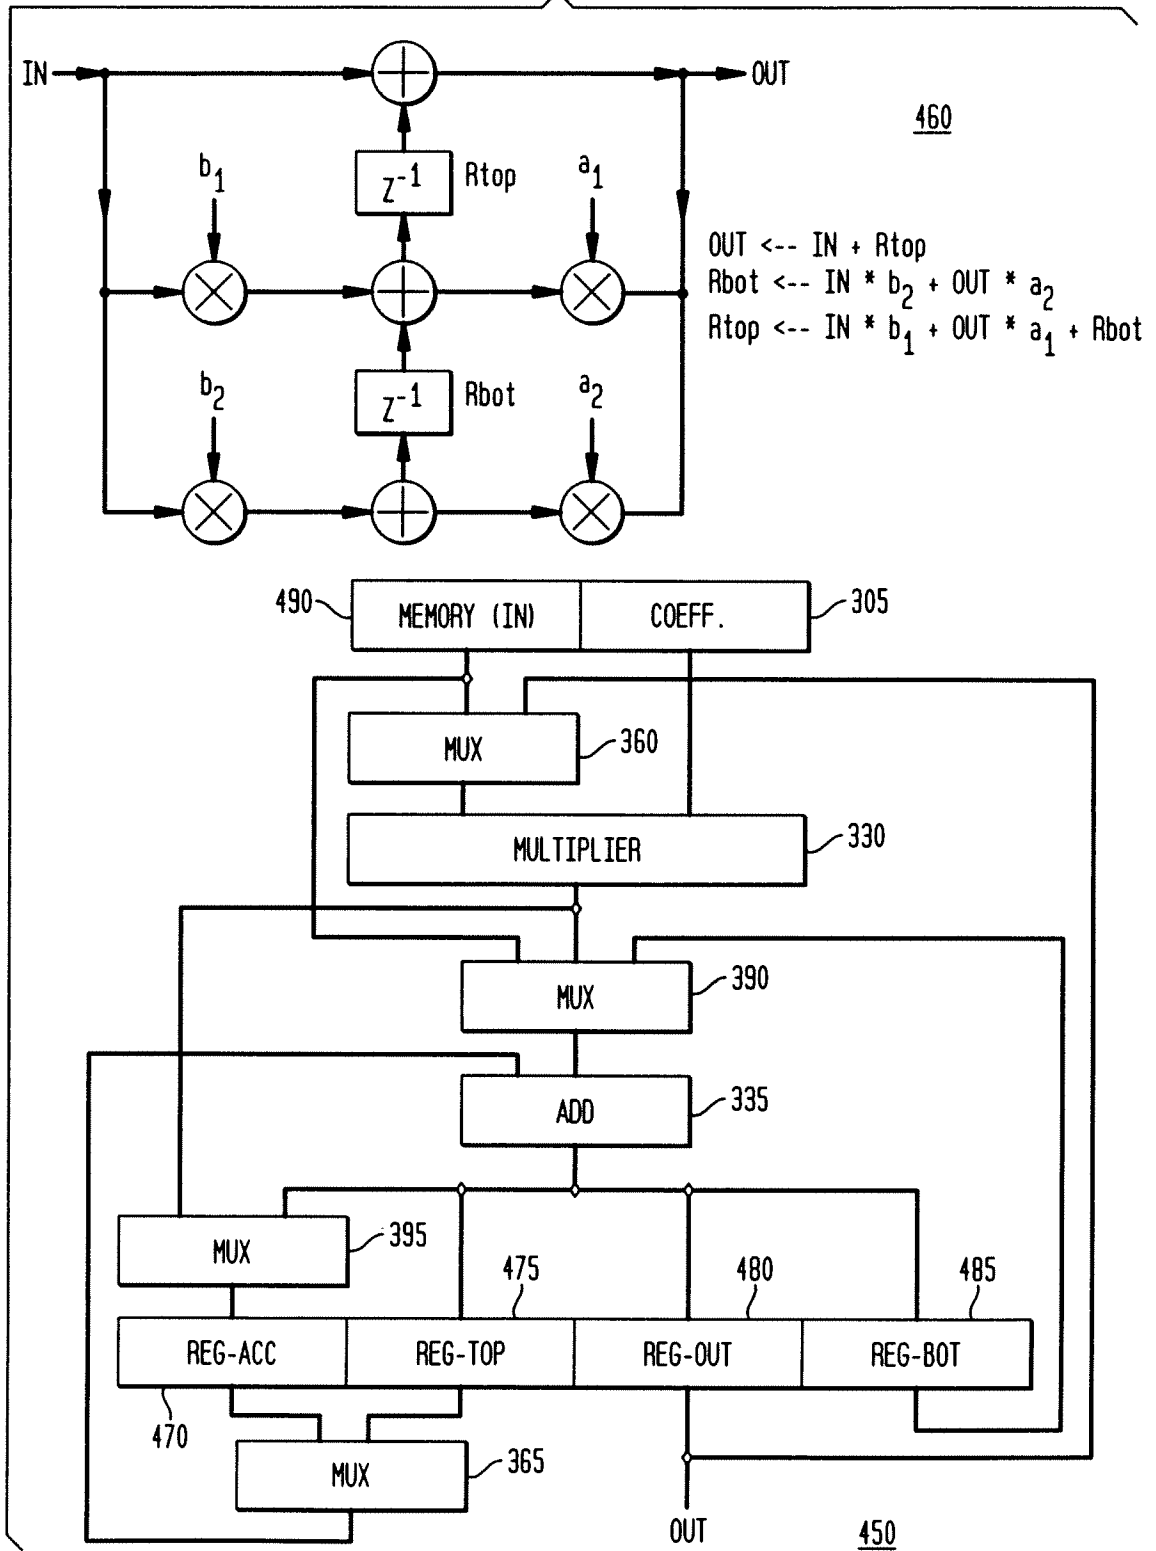 IN
OUT
460
b1
Z-1
Rtop
a1
OUT <-- IN + Rtop
Rbot <-- IN * b2 + OUT * a2
Rtop <-- IN * b1 + OUT * a1 + Rbot
b2
Z-1
Rbot
a2
490
MEMORY (IN)
COEFF.
305
MUX
360
MULTIPLIER
330
MUX
390
ADD
335
MUX
395
475
480
485
REG-ACC
REG-TOP
REG-OUT
REG-BOT
470
MUX
365
OUT
450